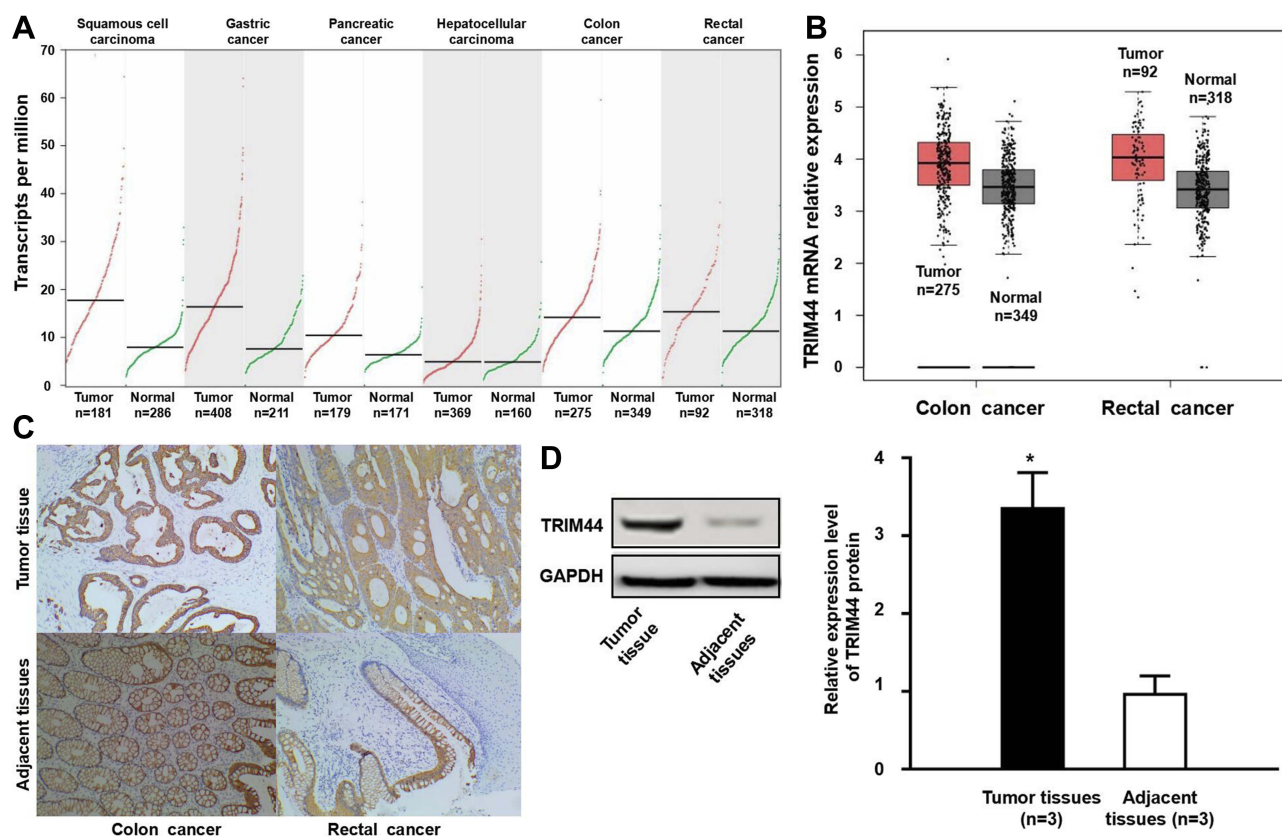 A
Squamous cell
carcinoma
Gastric
cancer
Pancreatic
cancer
Hepatocellular
carcinoma
Colon
cancer
Rectal
cancer
Transcripts per million
70
60
50
40
30
20
10
0
Tumor
n=181
Normal
n=286
Tumor
n=408
Normal
n=211
Tumor
n=179
Normal
n=171
Tumor
n=369
Normal
n=160
Tumor
n=275
Normal
n=349
Tumor
n=92
Normal
n=318
B
TRIM44 mRNA relative expression
6
5
4
3
2
1
0
Tumor
n=275
Normal
n=349
Tumor
n=92
Normal
n=318
Colon cancer
Rectal cancer
C
Tumor tissue
Adjacent tissues
Colon cancer
Rectal cancer
D
TRIM44
GAPDH
Tumor
tissue
Adjacent
tissues
Relative expression level
of TRIM44 protein
4
3
2
1
0
*
Tumor tissues
(n=3)
Adjacent
tissues (n=3)